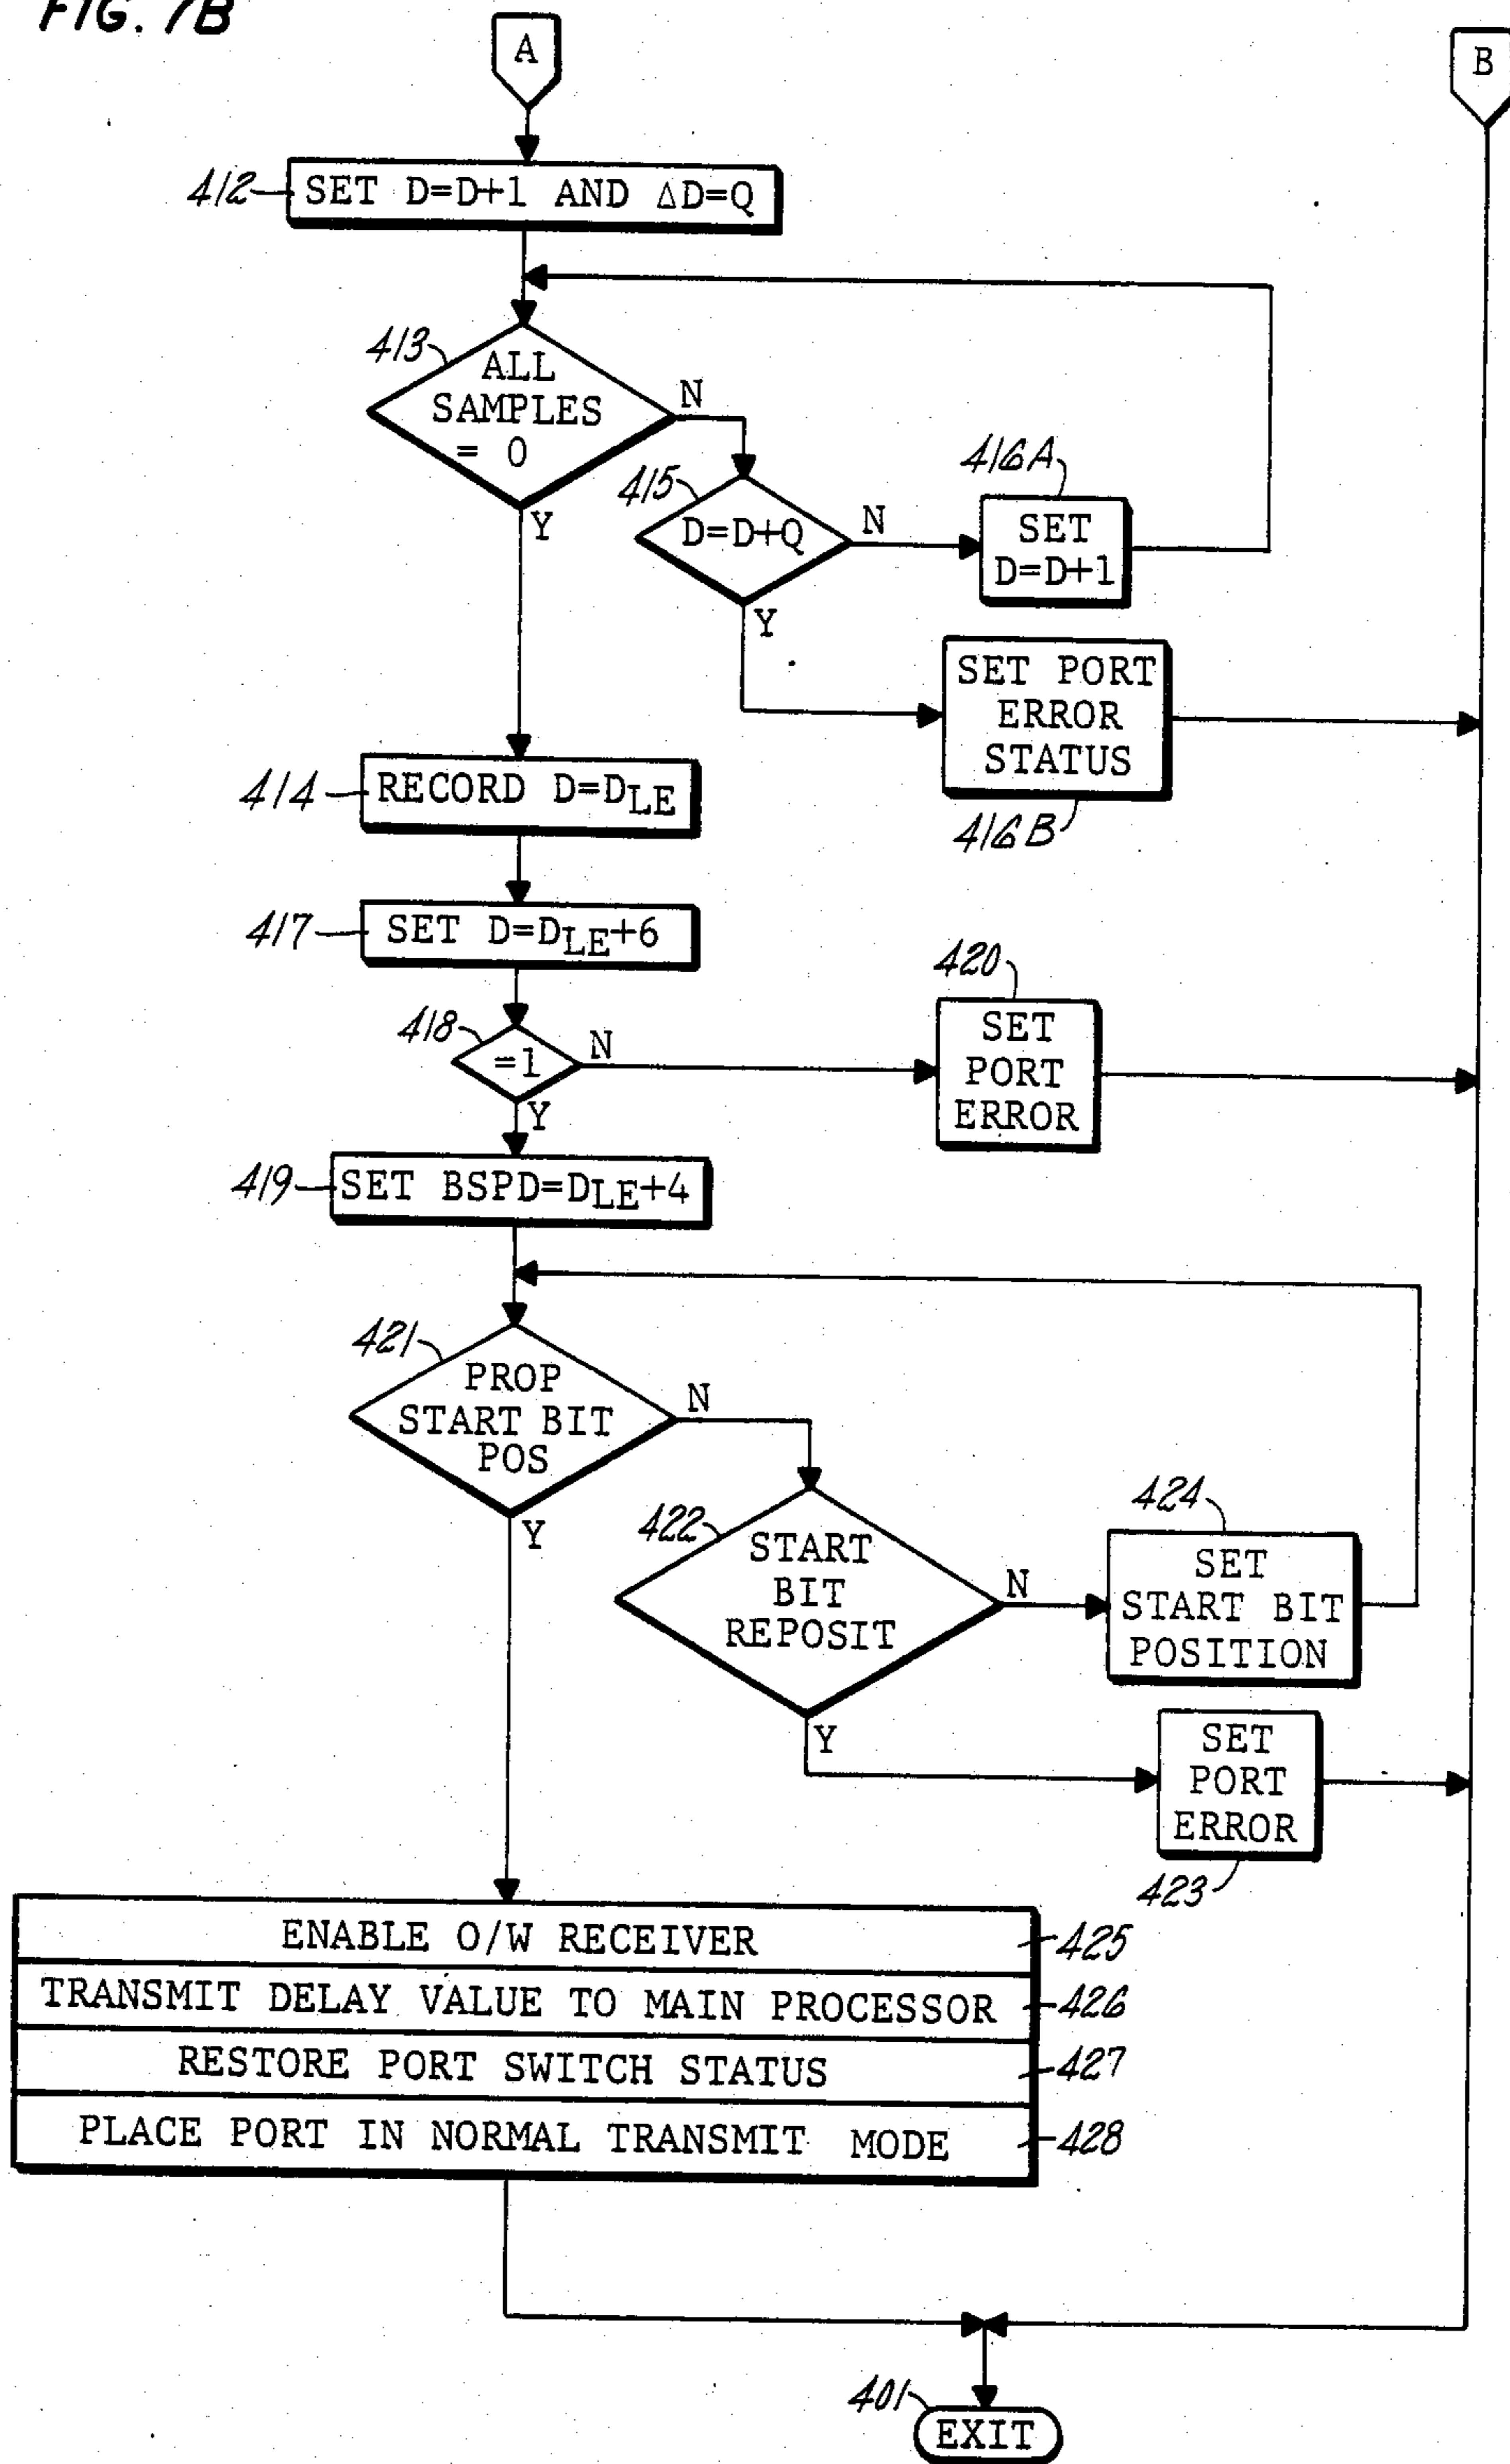 FIG. 7B
A
B
412
SET D=D+1 AND ΔD=Q
413
ALL
SAMPLES
= 0
N
Y
415
D=D+Q
N
Y
416A
SET
D=D+1
SET PORT
ERROR
STATUS
416B
414
RECORD D=DLE
417
SET D=DLE+6
418
=1
N
Y
420
SET
PORT
ERROR
419
SET BSPD=DLE+4
421
PROP
START BIT
POS
N
Y
422
START
BIT
REPOSIT
N
Y
424
SET
START BIT
POSITION
SET
PORT
ERROR
423
ENABLE O/W RECEIVER
425
TRANSMIT DELAY VALUE TO MAIN PROCESSOR
426
RESTORE PORT SWITCH STATUS
427
PLACE PORT IN NORMAL TRANSMIT MODE
428
401
EXIT